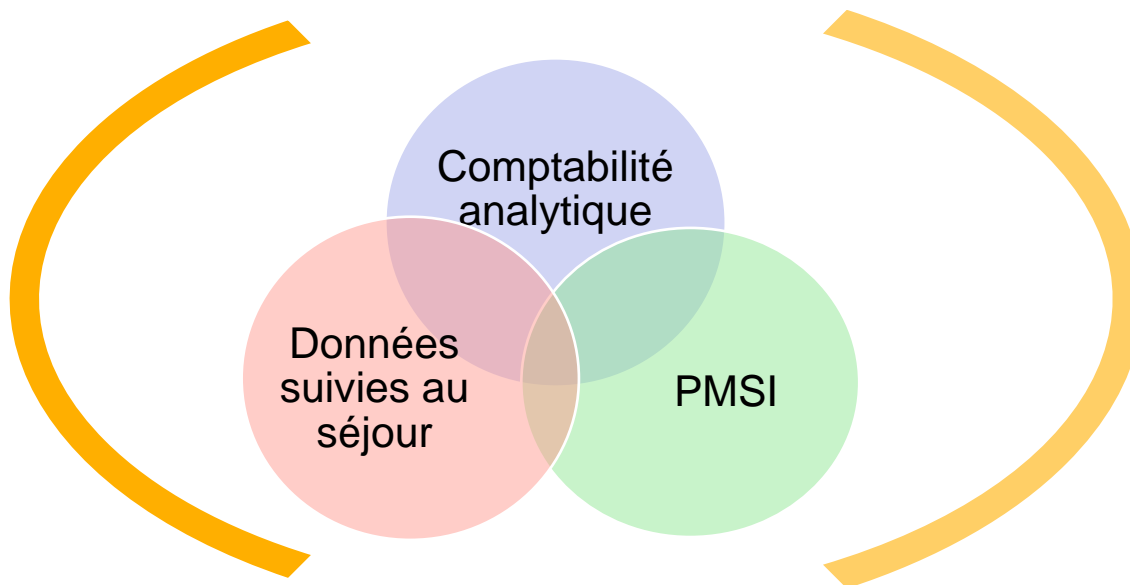 Comptabilité
analytique
Données
suivies au
séjour
PMSI